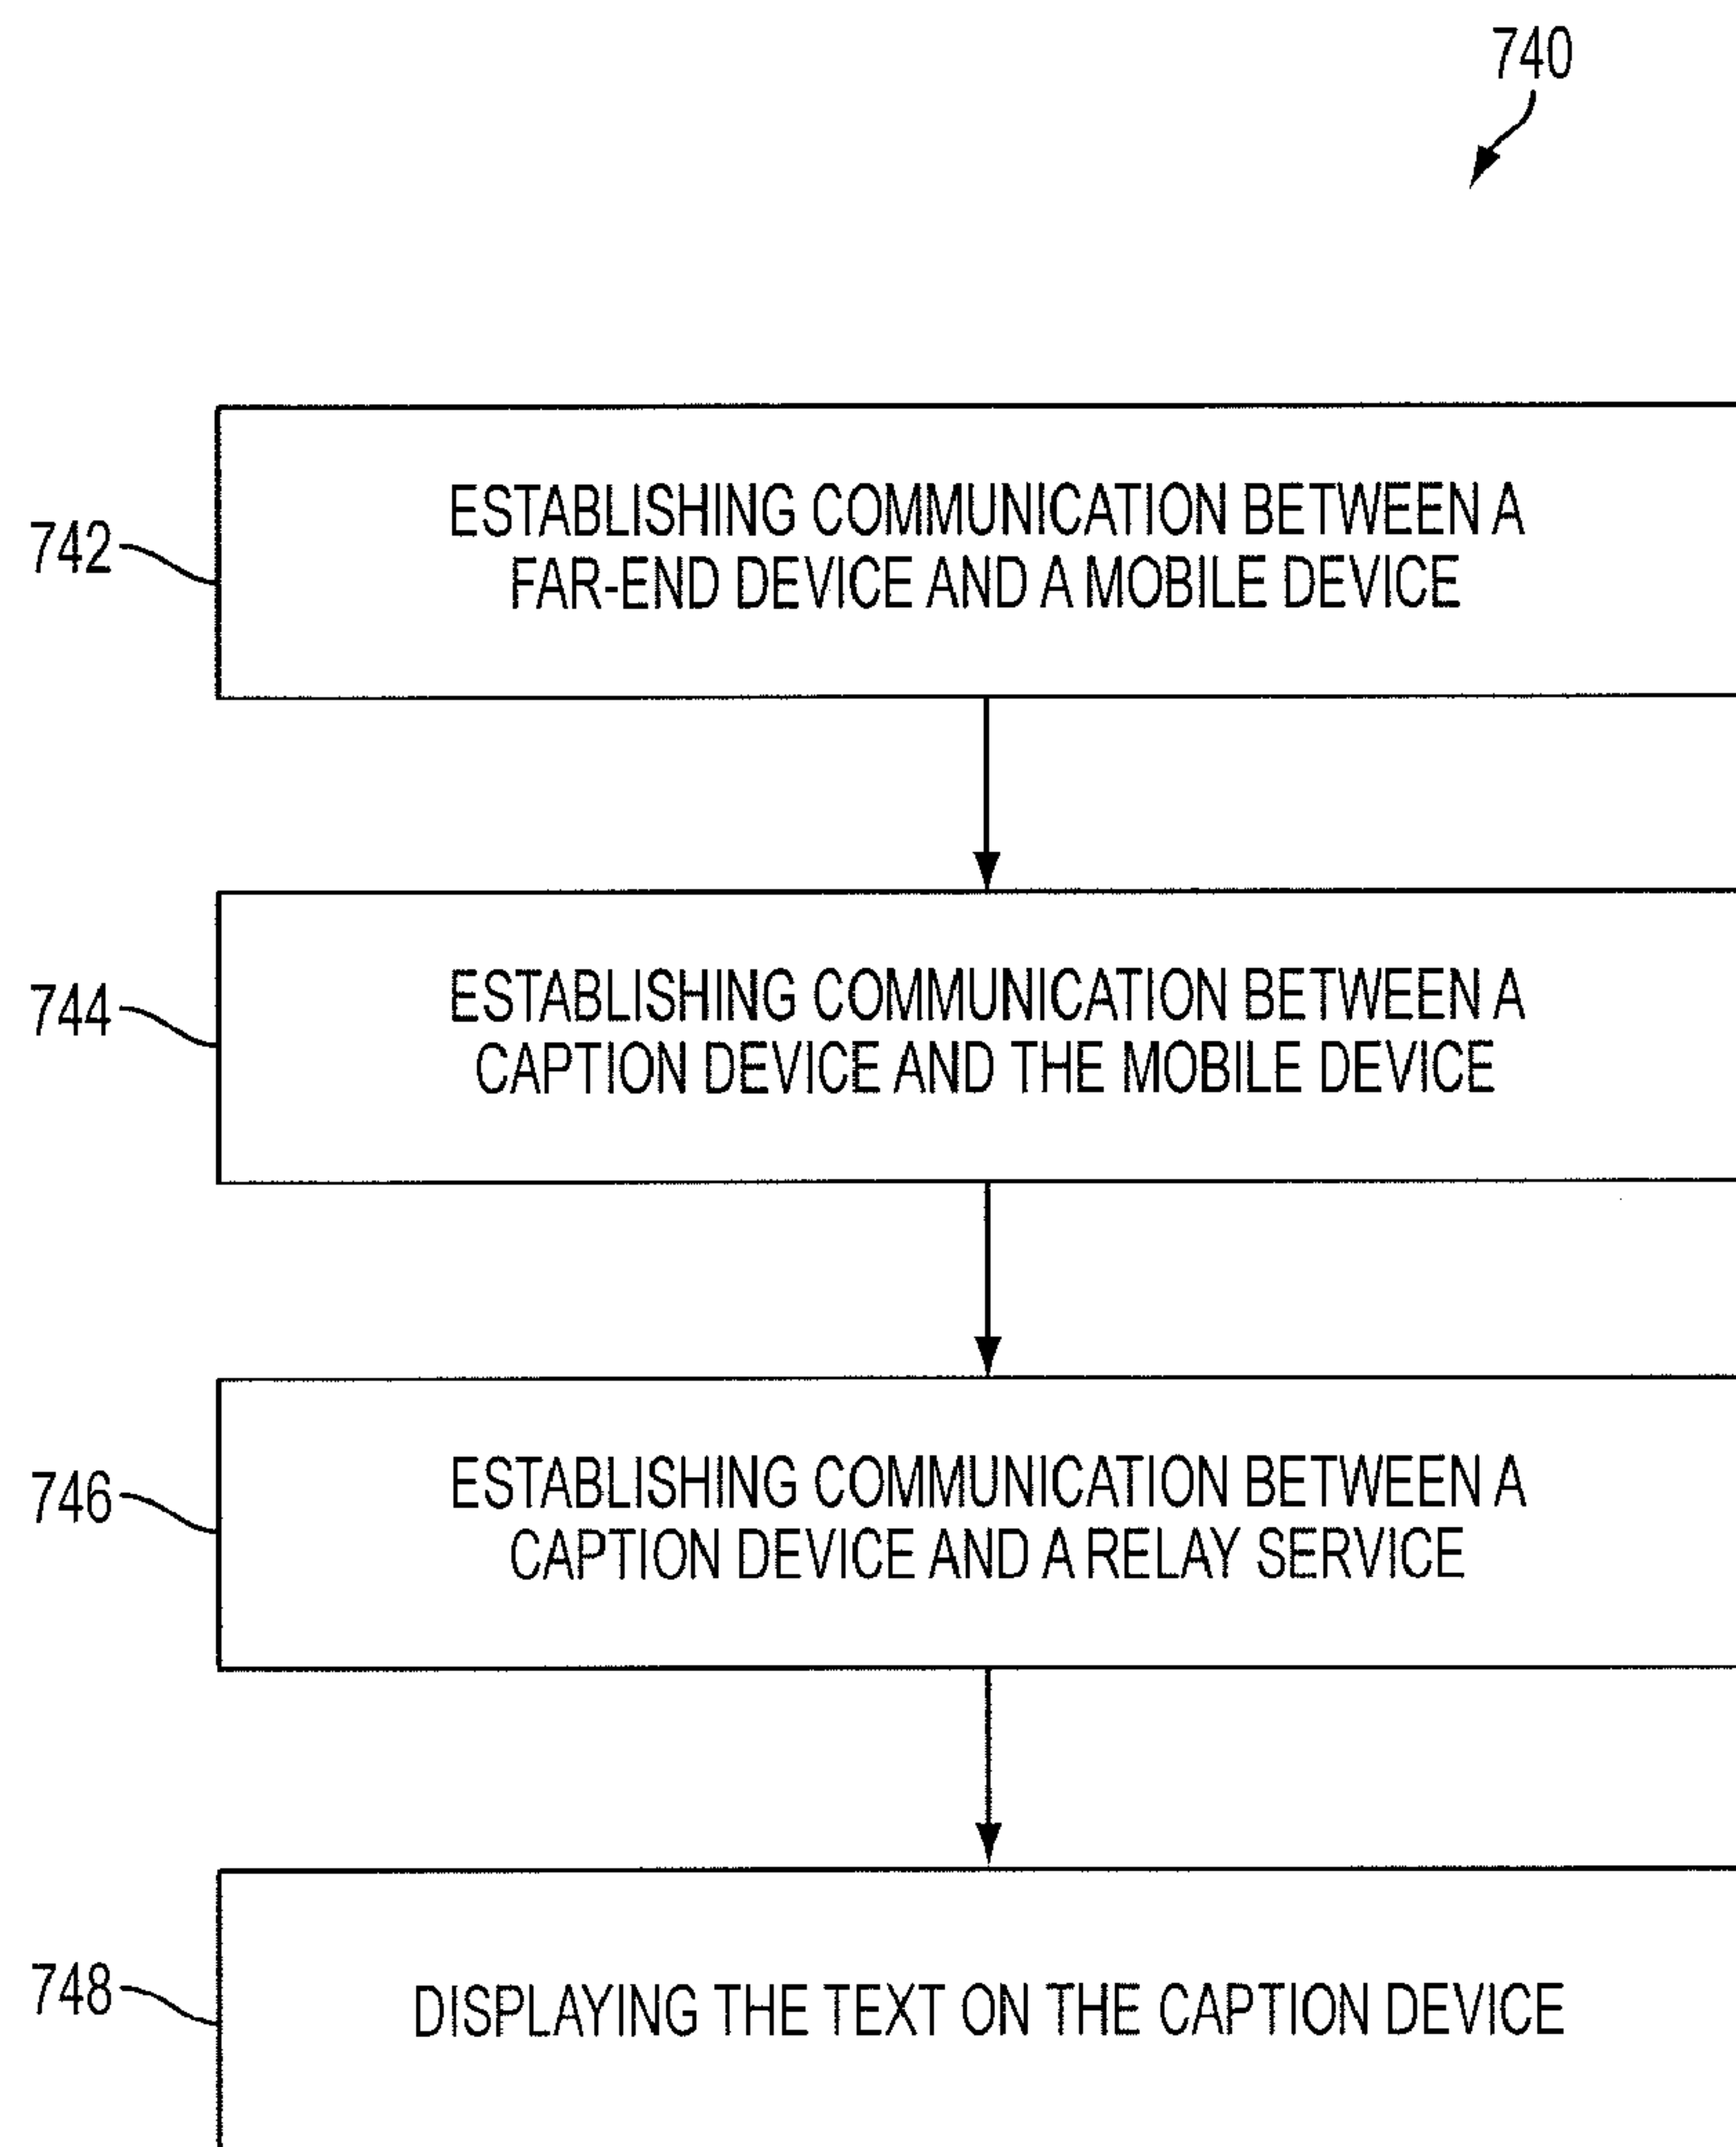 740
742
ESTABLISHING COMMUNICATION BETWEEN A
FAR-END DEVICE AND A MOBILE DEVICE
744
ESTABLISHING COMMUNICATION BETWEEN A
CAPTION DEVICE AND THE MOBILE DEVICE
746
ESTABLISHING COMMUNICATION BETWEEN A
CAPTION DEVICE AND A RELAY SERVICE
748
DISPLAYING THE TEXT ON THE CAPTION DEVICE